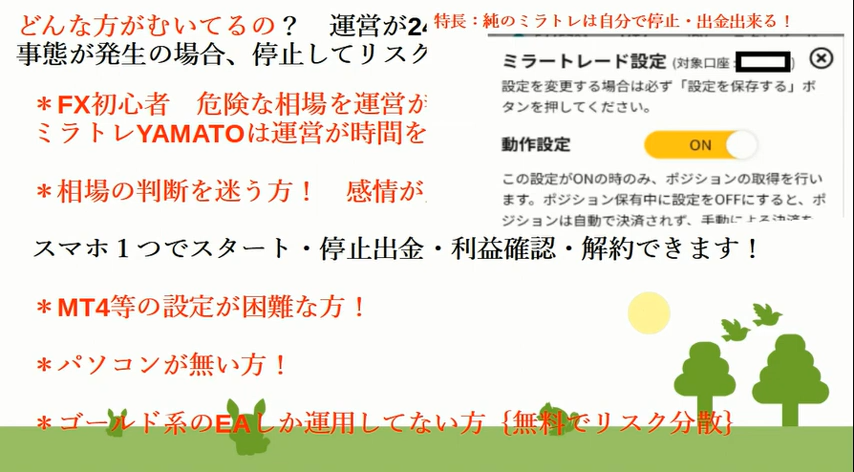 どんな方がむいてるの？　運営が24
特長：純のミラトレは自分で停止・出金出来る！
事態が発生の場合、停止してリスク
＊FX初心者　危険な相場を運営が
ミラトレYAMATOは運営が時間を
＊相場の判断を迷う方！　感情が
ミラートレード設定 (対象口座:
設定を変更する場合は必ず「設定を保存する」ボ
タンを押してください。
動作設定
ON
この設定がONの時のみ、ポジションの取得を行い
ます。ポジション保有中に設定をOFFにすると、ポ
ジションは自動で決済されず、手動による決済を
スマホ１つでスタート・停止出金・利益確認・解約できます！
＊MT4等の設定が困難な方！
＊パソコンが無い方！
＊ゴールド系のEAしか運用してない方｛無料でリスク分散｝